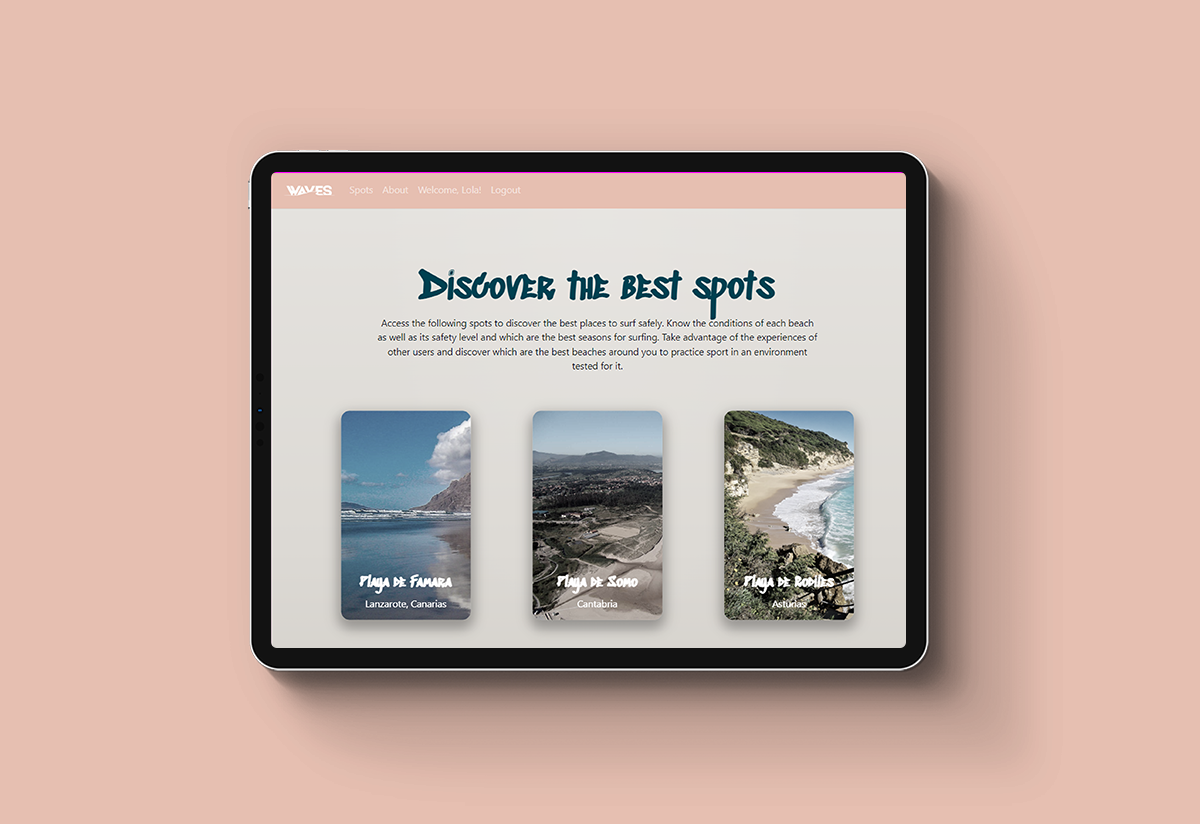 WAVES Spots About Welcome, Lola! Logout
Discover the best spots
Access the following spots to discover the best places to surf safely. Know the conditions of each beach
as well as its safety level and which are the best seasons for surfing. Take advantage of the experiences of
other users and discover which are the best beaches around you to practice sport in an environment
tested for it.
Playa de Famara
Lanzarote, Canarias
Playa de Somo
Cantabria
Playa de Rodiles
Asturias